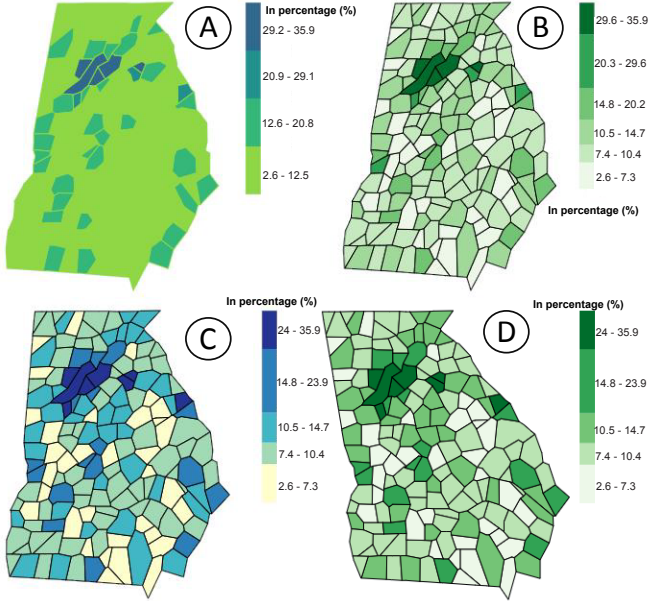 In percentage (%)
A
29.2 - 35.9
20.9 - 29.1
12.6 - 20.8
2.6 - 12.5
B
29.6 - 35.9
20.3 - 29.6
14.8 - 20.2
10.5 - 14.7
7.4 - 10.4
2.6 - 7.3
In percentage (%)
In percentage (%)
C
24 - 35.9
14.8 - 23.9
10.5 - 14.7
7.4 - 10.4
2.6 - 7.3
In percentage (%)
D
24 - 35.9
14.8 - 23.9
10.5 - 14.7
7.4 - 10.4
2.6 - 7.3